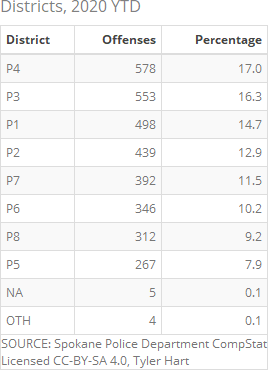 Districts, 2020 YTD
District Offenses Percentage
P4 578 17.0
P3 553 16.3
P1 498 14.7
P2 439 12.9
P7 392 11.5
P6 346 10.2
P8 312 9.2
P5 267 7.9
NA 5 0.1
OTH 4 0.1
SOURCE: Spokane Police Department CompStat
Licensed CC-BY-SA 4.0, Tyler Hart